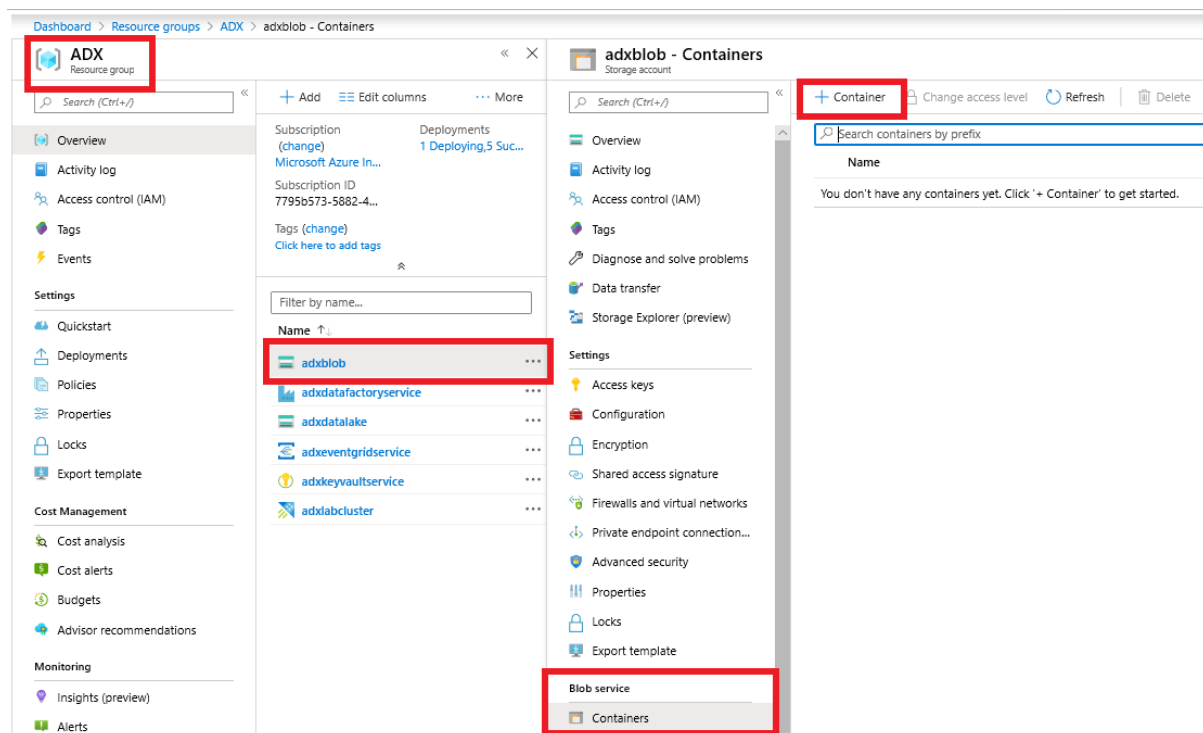 Dashboard > Resource groups > ADX > adxblob - Containers
ADX
Resource group
Search (Ctrl+/)
Overview
Activity log
Access control (IAM)
Tags
Events
Settings
Quickstart
Deployments
Policies
Properties
Locks
Export template
Cost Management
Cost analysis
Cost alerts
Budgets
Advisor recommendations
Monitoring
Insights (preview)
Alerts
+ Add Edit columns ··· More
Subscription (change)
Microsoft Azure In...
Deployments
1 Deploying,5 Suc...
Subscription ID
7795b573-5882-4...
Tags (change)
Click here to add tags
Filter by name...
Name ↑↓
adxblob ···
adxdatafactoryservice ···
adxdatalake ···
adxeventgridservice ···
adxkeyvaultservice ···
adxlabcluster ···
adxblob - Containers
Storage account
Search (Ctrl+/)
Overview
Activity log
Access control (IAM)
Tags
Diagnose and solve problems
Data transfer
Storage Explorer (preview)
Settings
Access keys
Configuration
Encryption
Shared access signature
Firewalls and virtual networks
Private endpoint connection...
Advanced security
Properties
Locks
Export template
Blob service
Containers
+ Container Change access level Refresh Delete
Search containers by prefix
Name
You don't have any containers yet. Click '+ Container' to get started.